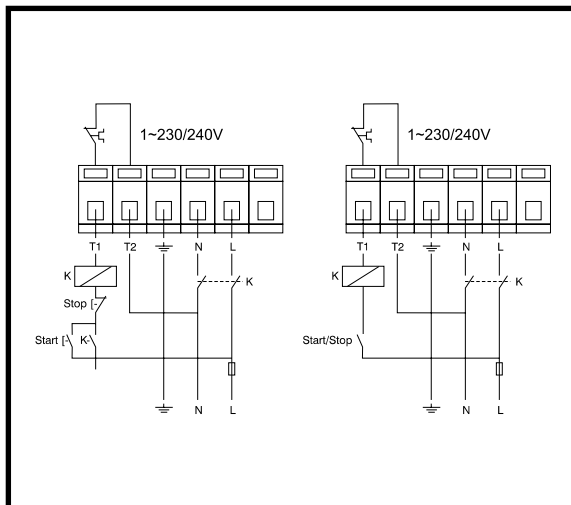 1~230/240V 1~230/240V
T1 T2 N L T1 T2 N L
K K K K
Stop
Start K Start/Stop
N L N L